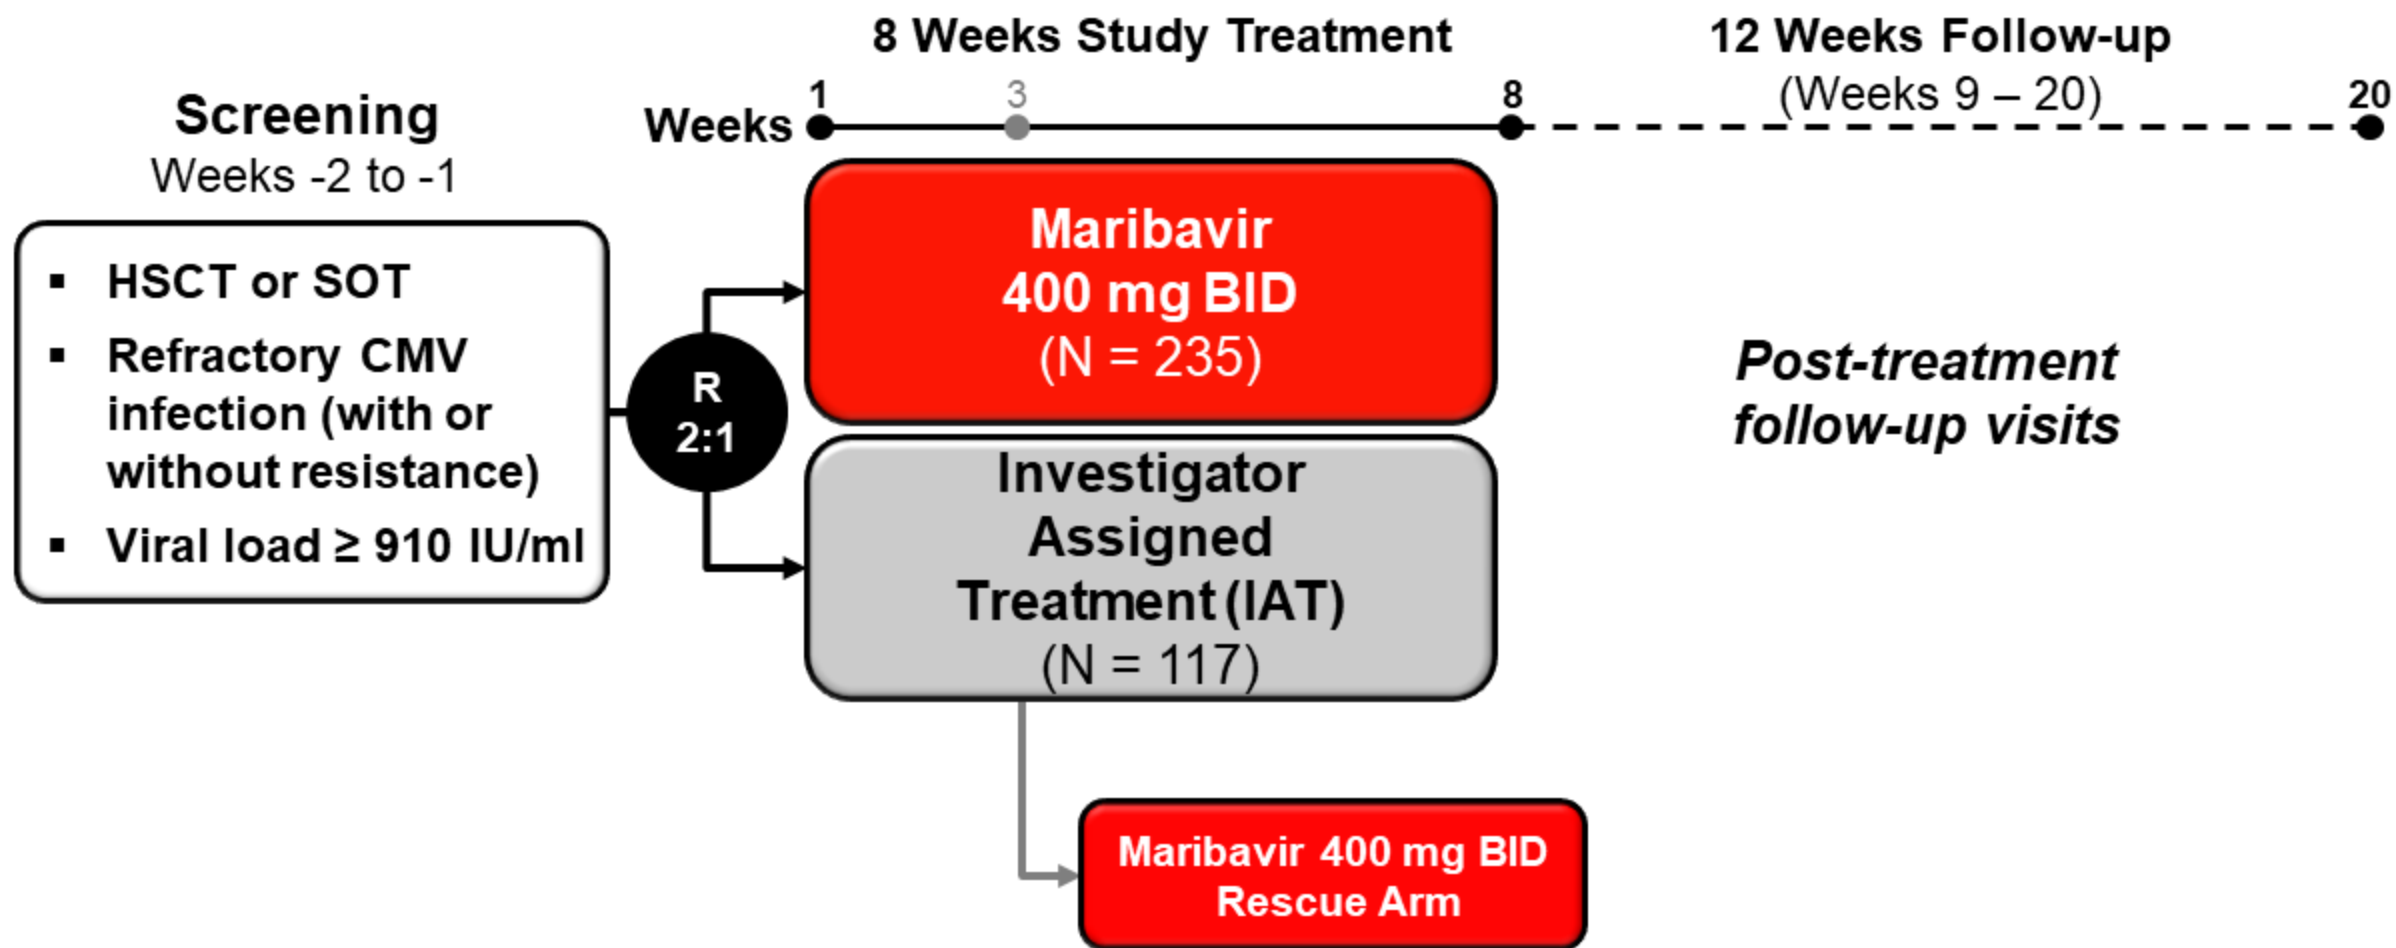 8 Weeks Study Treatment
12 Weeks Follow-up
(Weeks 9 – 20)
Weeks
1
3
8
20
Screening
Weeks -2 to -1
▪ HSCT or SOT
▪ Refractory CMV
infection (with or
without resistance)
▪ Viral load ≥ 910 IU/ml
R
2:1
Maribavir
400 mg BID
(N = 235)
Investigator
Assigned
Treatment (IAT)
(N = 117)
Post-treatment
follow-up visits
Maribavir 400 mg BID
Rescue Arm